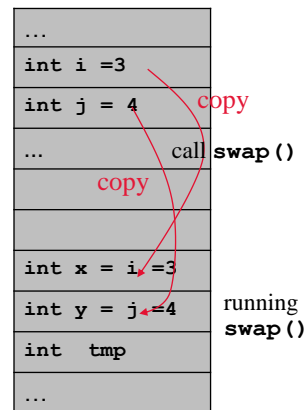 ...
int i =3
int j = 4
copy
... call swap()
copy
int x = i =3
int y = j =4
running
swap()
int tmp
...